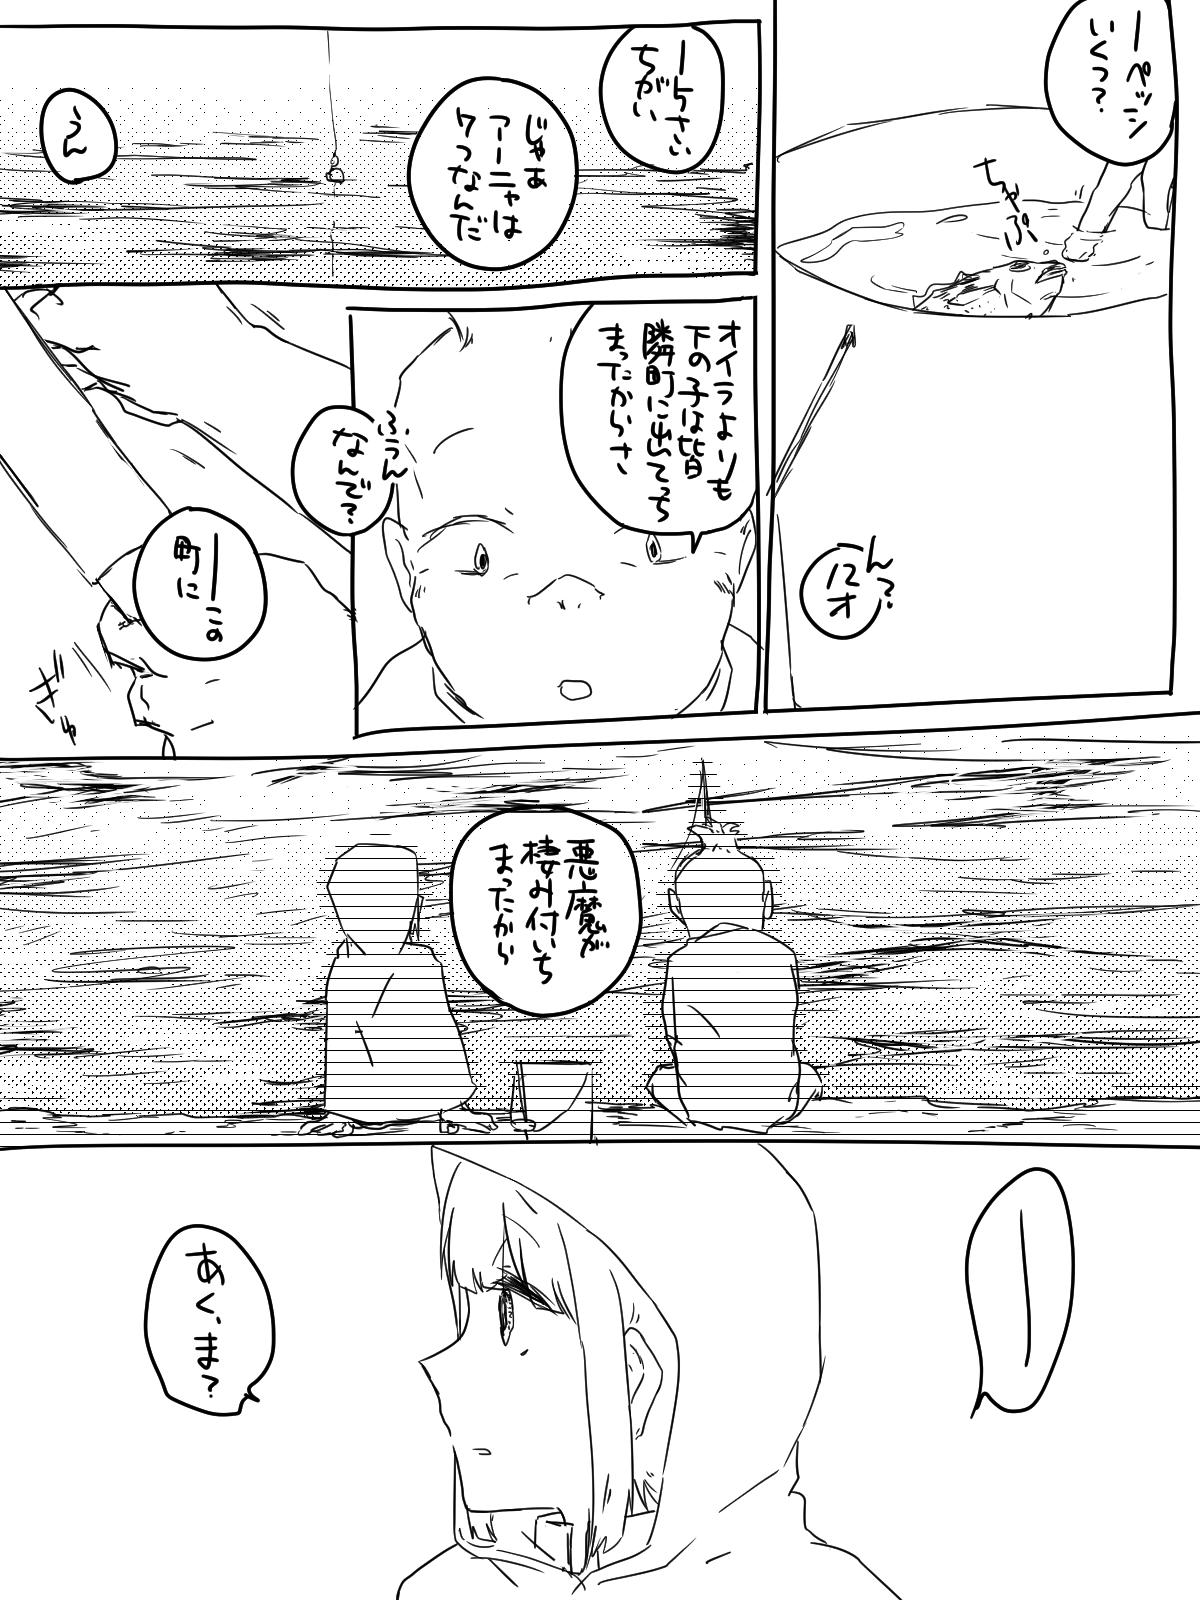 ーペッシ
いくつ?
ちゃぷ
ん?
12才
ー5さい
ちがい
じゃぁ
アーニャは
7つなんだ
うん
オイラよりも
下の子は皆
隣町に出てっち
まったからさ
ふうん
なんで?
ーこの
町に
ぎゅ
悪魔が
棲み付いち
まったから
ー
あく、ま?